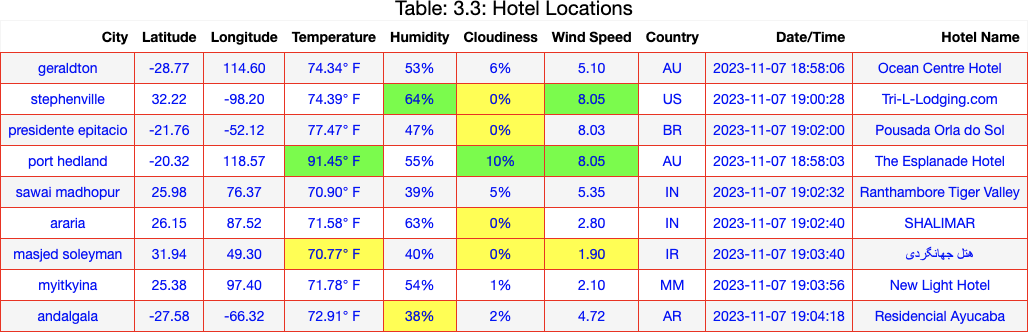 Table: 3.3: Hotel Locations
City Latitude Longitude Temperature Humidity Cloudiness Wind Speed Country Date/Time Hotel Name
geraldton -28.77 114.60 74.34° F 53% 6% 5.10 AU 2023-11-07 18:58:06 Ocean Centre Hotel
stephenville 32.22 -98.20 74.39° F 64% 0% 8.05 US 2023-11-07 19:00:28 Tri-L-Lodging.com
presidente epitacio -21.76 -52.12 77.47° F 47% 0% 8.03 BR 2023-11-07 19:02:00 Pousada Orla do Sol
port hedland -20.32 118.57 91.45° F 55% 10% 8.05 AU 2023-11-07 18:58:03 The Esplanade Hotel
sawai madhopur 25.98 76.37 70.90° F 39% 5% 5.35 IN 2023-11-07 19:02:32 Ranthambore Tiger Valley
araria 26.15 87.52 71.58° F 63% 0% 2.80 IN 2023-11-07 19:02:40 SHALIMAR
masjed soleyman 31.94 49.30 70.77° F 40% 0% 1.90 IR 2023-11-07 19:03:40 هتل جهانگردی
myitkyina 25.38 97.40 71.78° F 54% 1% 2.10 MM 2023-11-07 19:03:56 New Light Hotel
andalgala -27.58 -66.32 72.91° F 38% 2% 4.72 AR 2023-11-07 19:04:18 Residencial Ayucaba